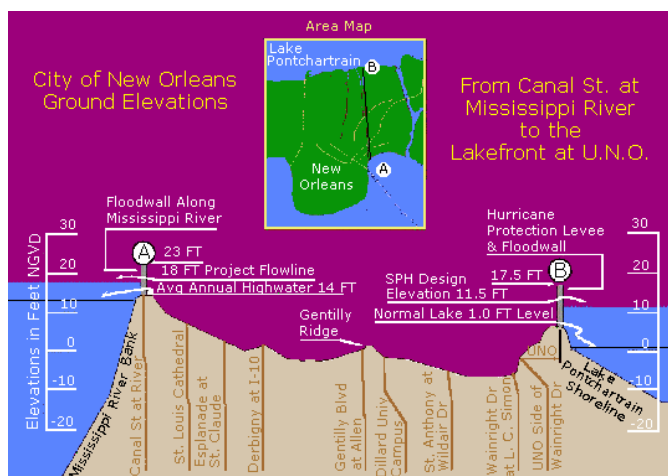 Area Map
Lake
Pontchartrain
B
City of New Orleans
Ground Elevations
From Canal St. at
Mississippi River
to the
Lakefront at U.N.O.
New
Orleans
A
Floodwall Along
Mississippi River
Hurricane
Protection Levee
& Floodwall
Elevations in Feet NGVD
30
20
10
0
-10
-20
A
23 FT
18 FT Project Flowline
Avg Annual Highwater 14 FT
SPH Design
Elevation 11.5 FT
17.5 FT
B
Normal Lake 1.0 FT Level
30
20
10
0
-10
-20
Gentilly
Ridge
Mississippi River Bank
Canal St at River
St. Louis Cathedral
Esplanade at
St. Claude
Derbigny at I-10
Gentilly Blvd
at Allen
Dillard Univ
Campus
St. Anthony at
Wildair Dr
Wainright Dr
at L. C. Simon
UNO
UNO Side of
Wainright Dr
Lake
Pontchartrain
Shoreline